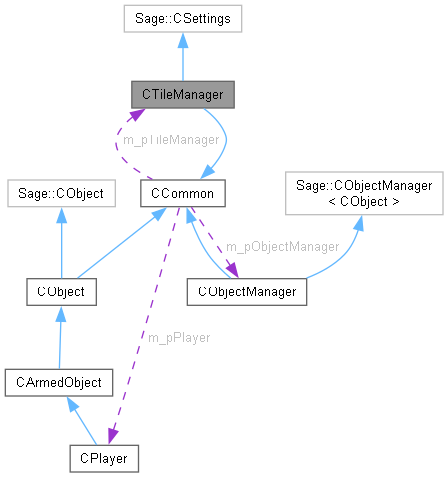 Sage::CSettings
CTileManager
m_pTileManager
Sage::CObject
CCommon
Sage::CObjectManager
< CObject >
m_pObjectManager
CObject
CObjectManager
m_pPlayer
CArmedObject
CPlayer